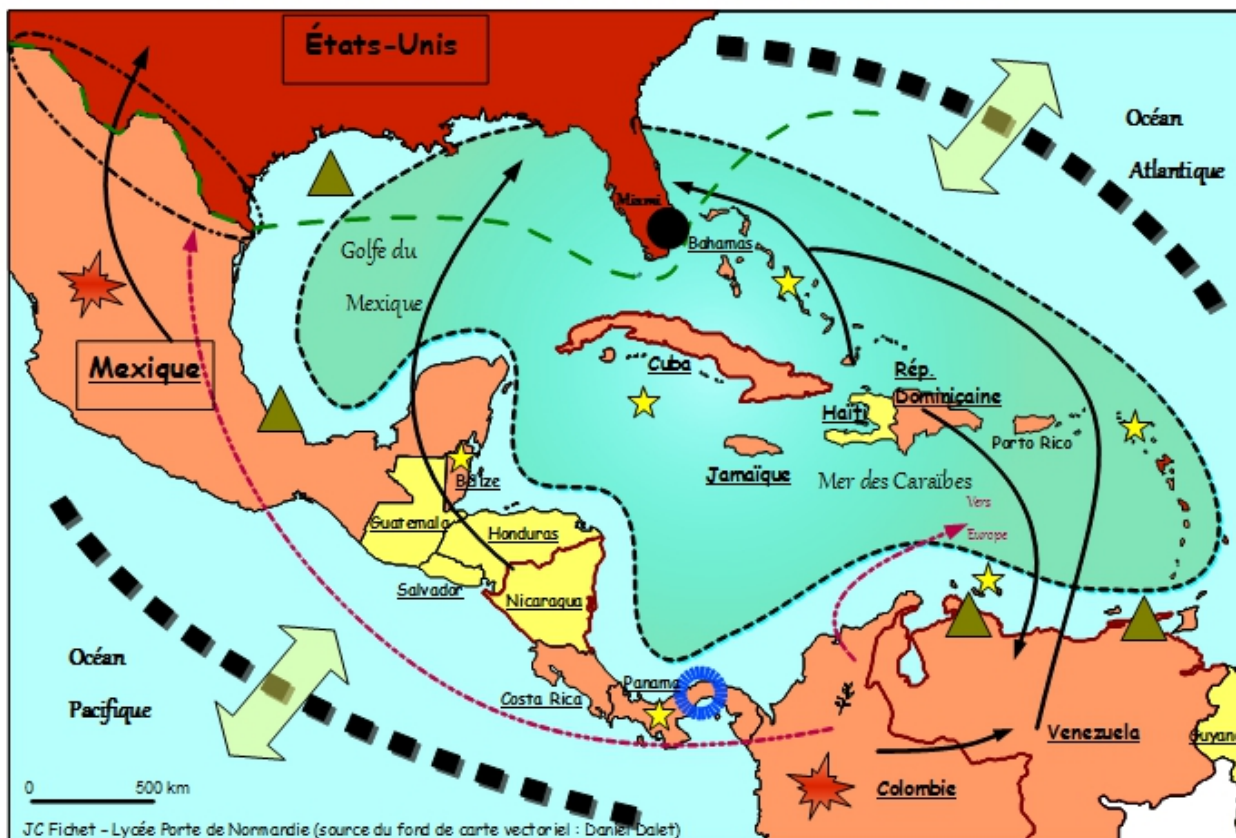 États-Unis
Océan
Atlantique
Miami
Bahamas
Golfe du
Mexique
Mexique
Cuba
Rép.
Dominicaine
Haïti
Porto Rico
Jamaïque
Mer des Caraïbes
Vers
Europe
Belize
Guatemala
Honduras
Salvador
Nicaragua
Océan
Pacifique
Costa Rica
Panama
Venezuela
Guyana
Colombie
0 500 km
JC Fichet – Lycée Porte de Normandie (source du fond de carte vectoriel : Daniel Dalet)